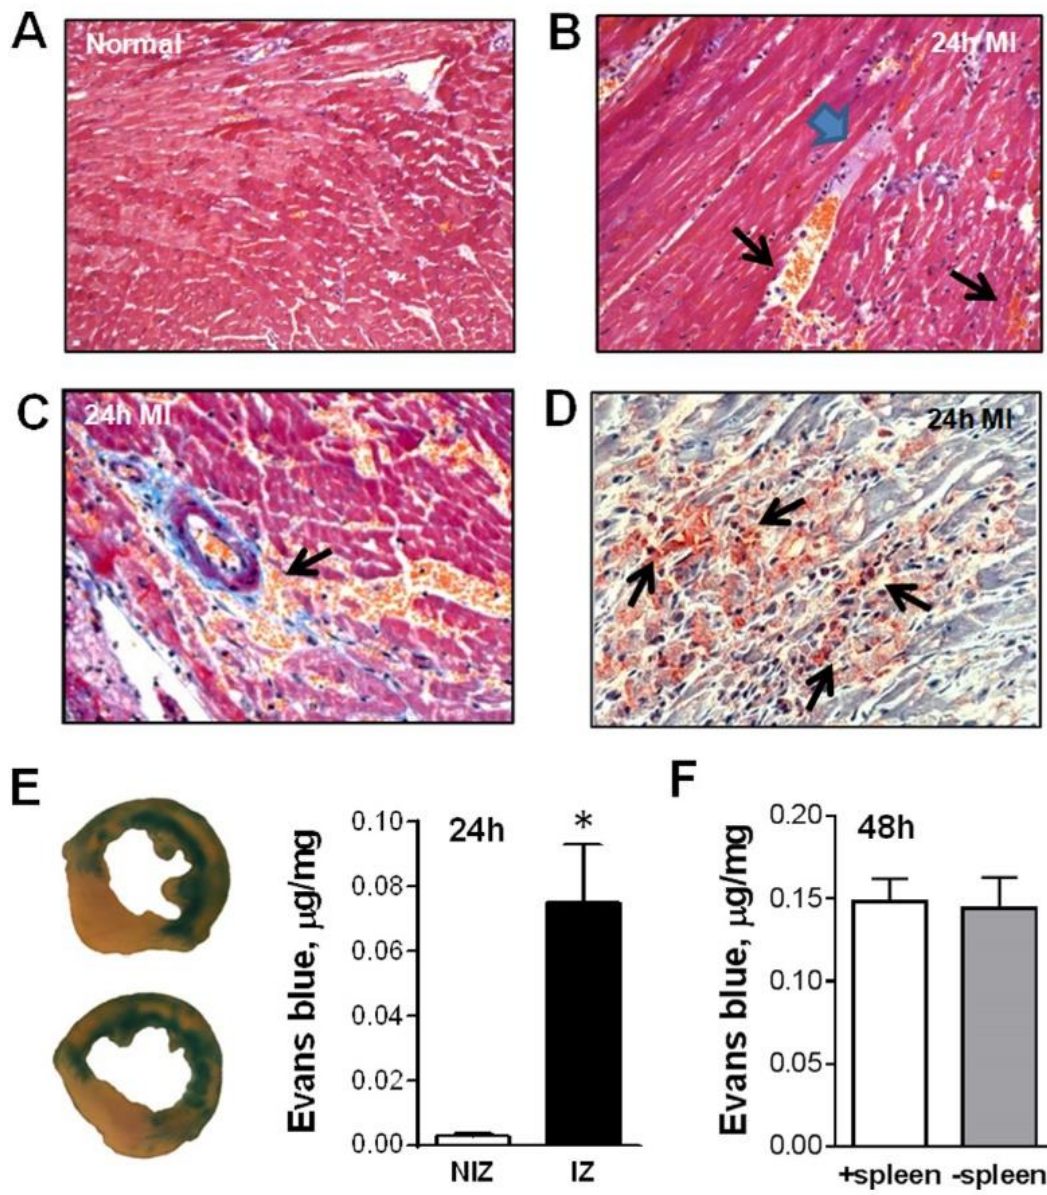 A
Normal
B
24h MI
C
24h MI
D
24h MI
E
Evans blue, μg/mg
0.10
0.08
0.06
0.04
0.02
0.00
24h
*
NIZ
IZ
F
Evans blue, μg/mg
0.20
0.15
0.10
0.05
0.00
48h
+spleen -spleen